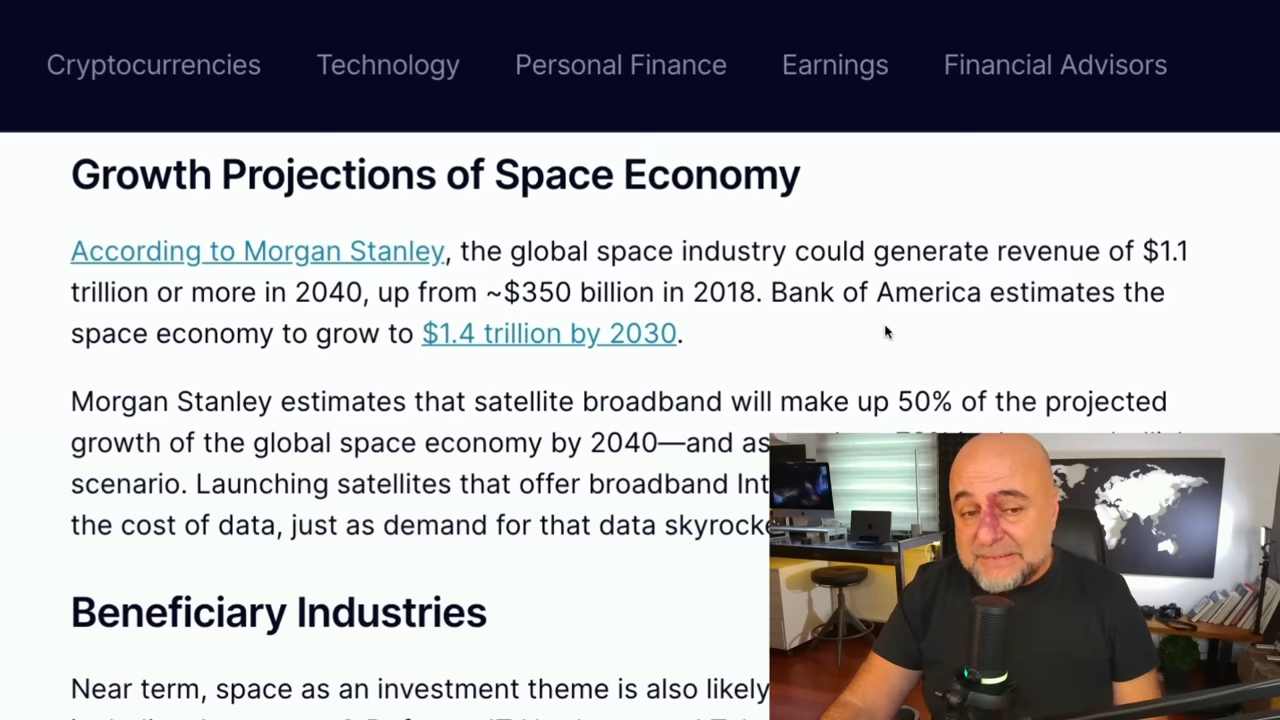 Cryptocurrencies Technology Personal Finance Earnings Financial Advisors
Growth Projections of Space Economy
According to Morgan Stanley, the global space industry could generate revenue of $1.1
trillion or more in 2040, up from ~$350 billion in 2018. Bank of America estimates the
space economy to grow to $1.4 trillion by 2030.
Morgan Stanley estimates that satellite broadband will make up 50% of the projected
growth of the global space economy by 2040—and as
scenario. Launching satellites that offer broadband Int
the cost of data, just as demand for that data skyrocke
Beneficiary Industries
Near term, space as an investment theme is also likely